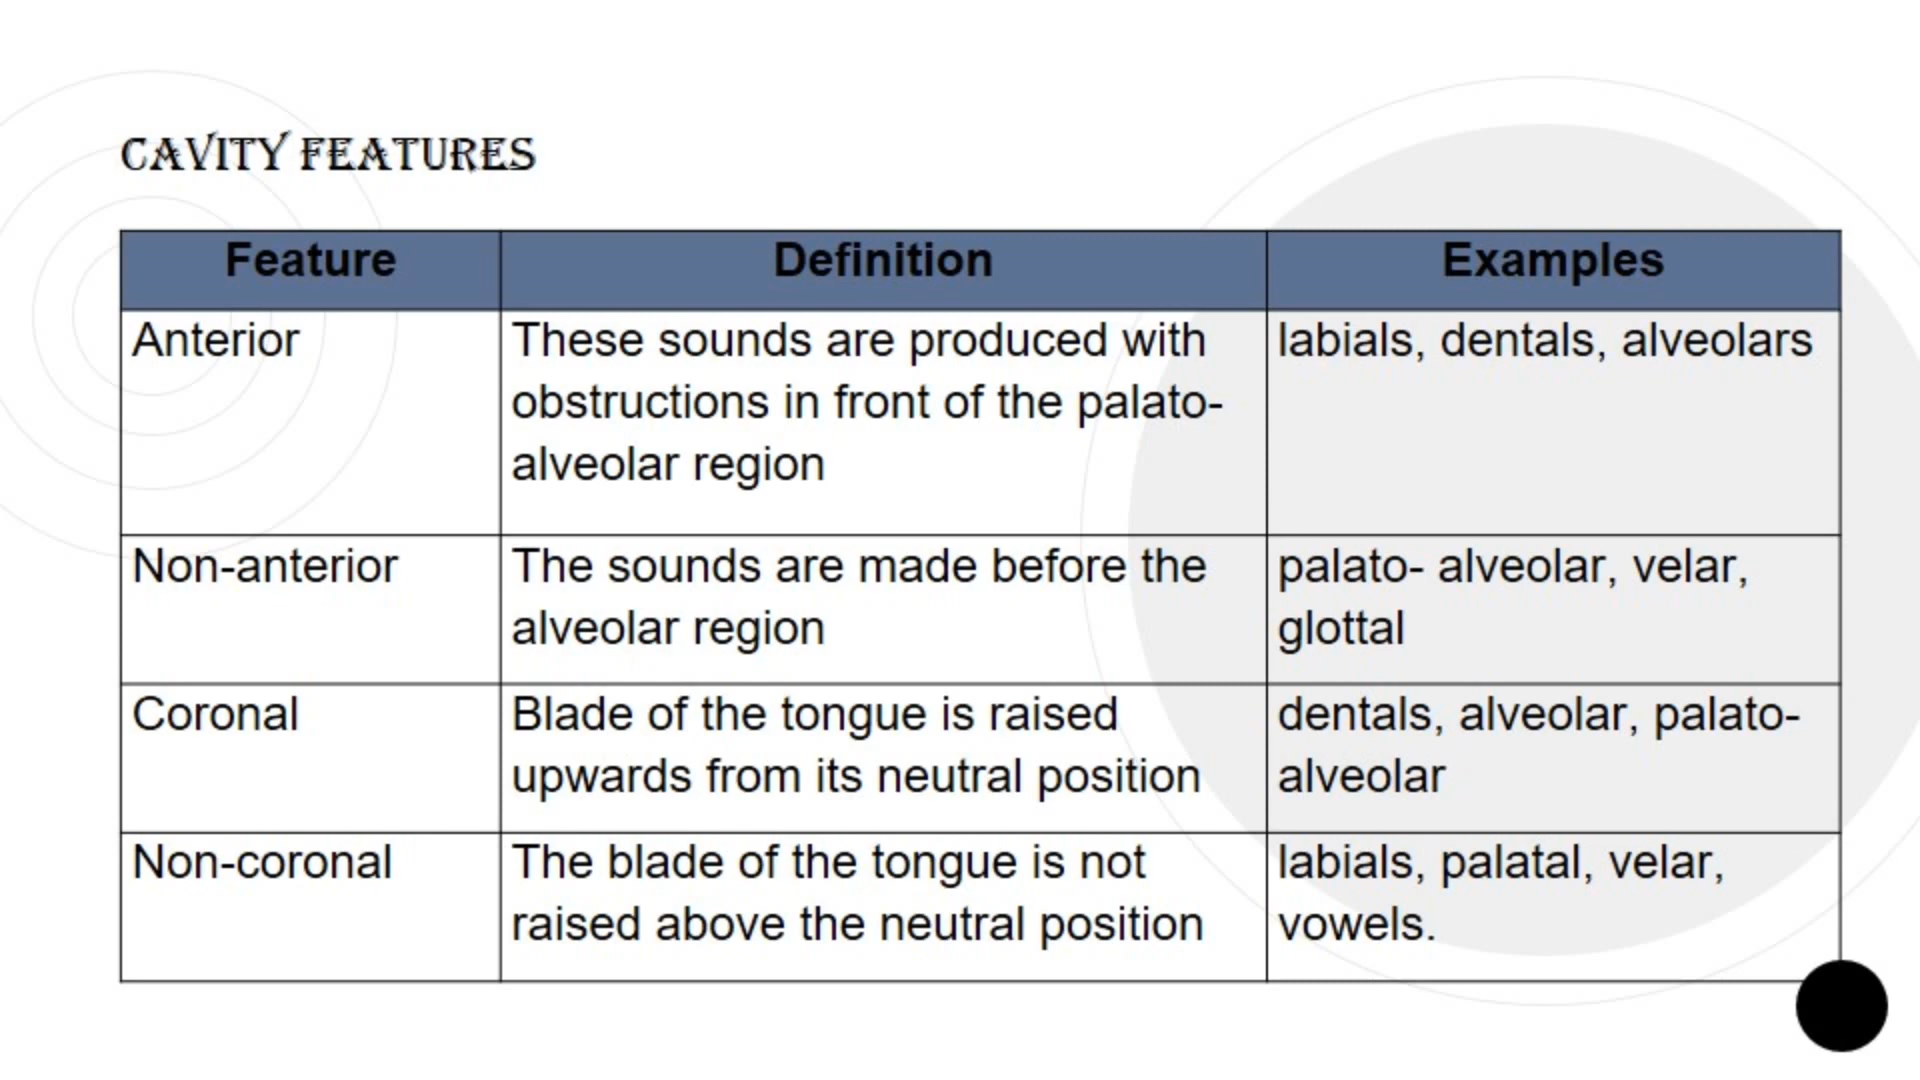 CAVITY FEATURES
Feature Definition Examples
Anterior These sounds are produced with labials, dentals, alveolars
obstructions in front of the palato-
alveolar region
Non-anterior The sounds are made before the palato- alveolar, velar,
alveolar region glottal
Coronal Blade of the tongue is raised dentals, alveolar, palato-
upwards from its neutral position alveolar
Non-coronal The blade of the tongue is not labials, palatal, velar,
raised above the neutral position vowels.